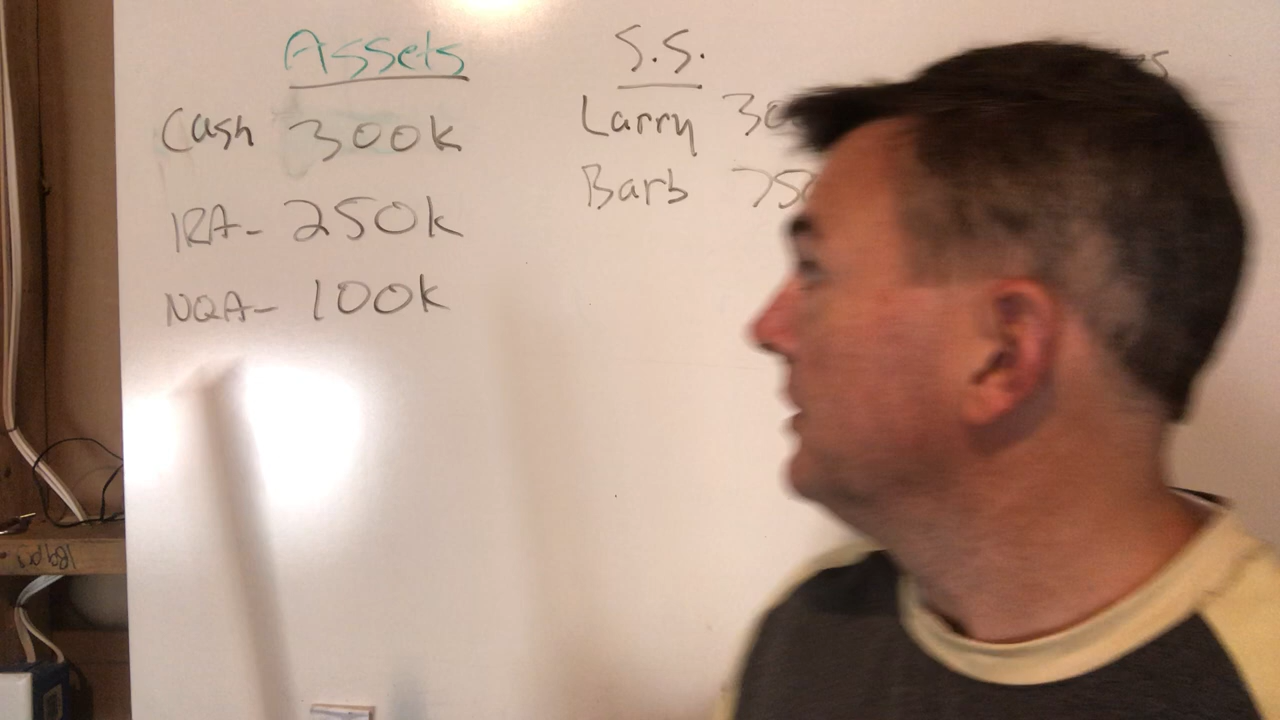 Assets
Cash 300k
IRA- 250k
NQA- 100k
S.S.
Larry
Barb